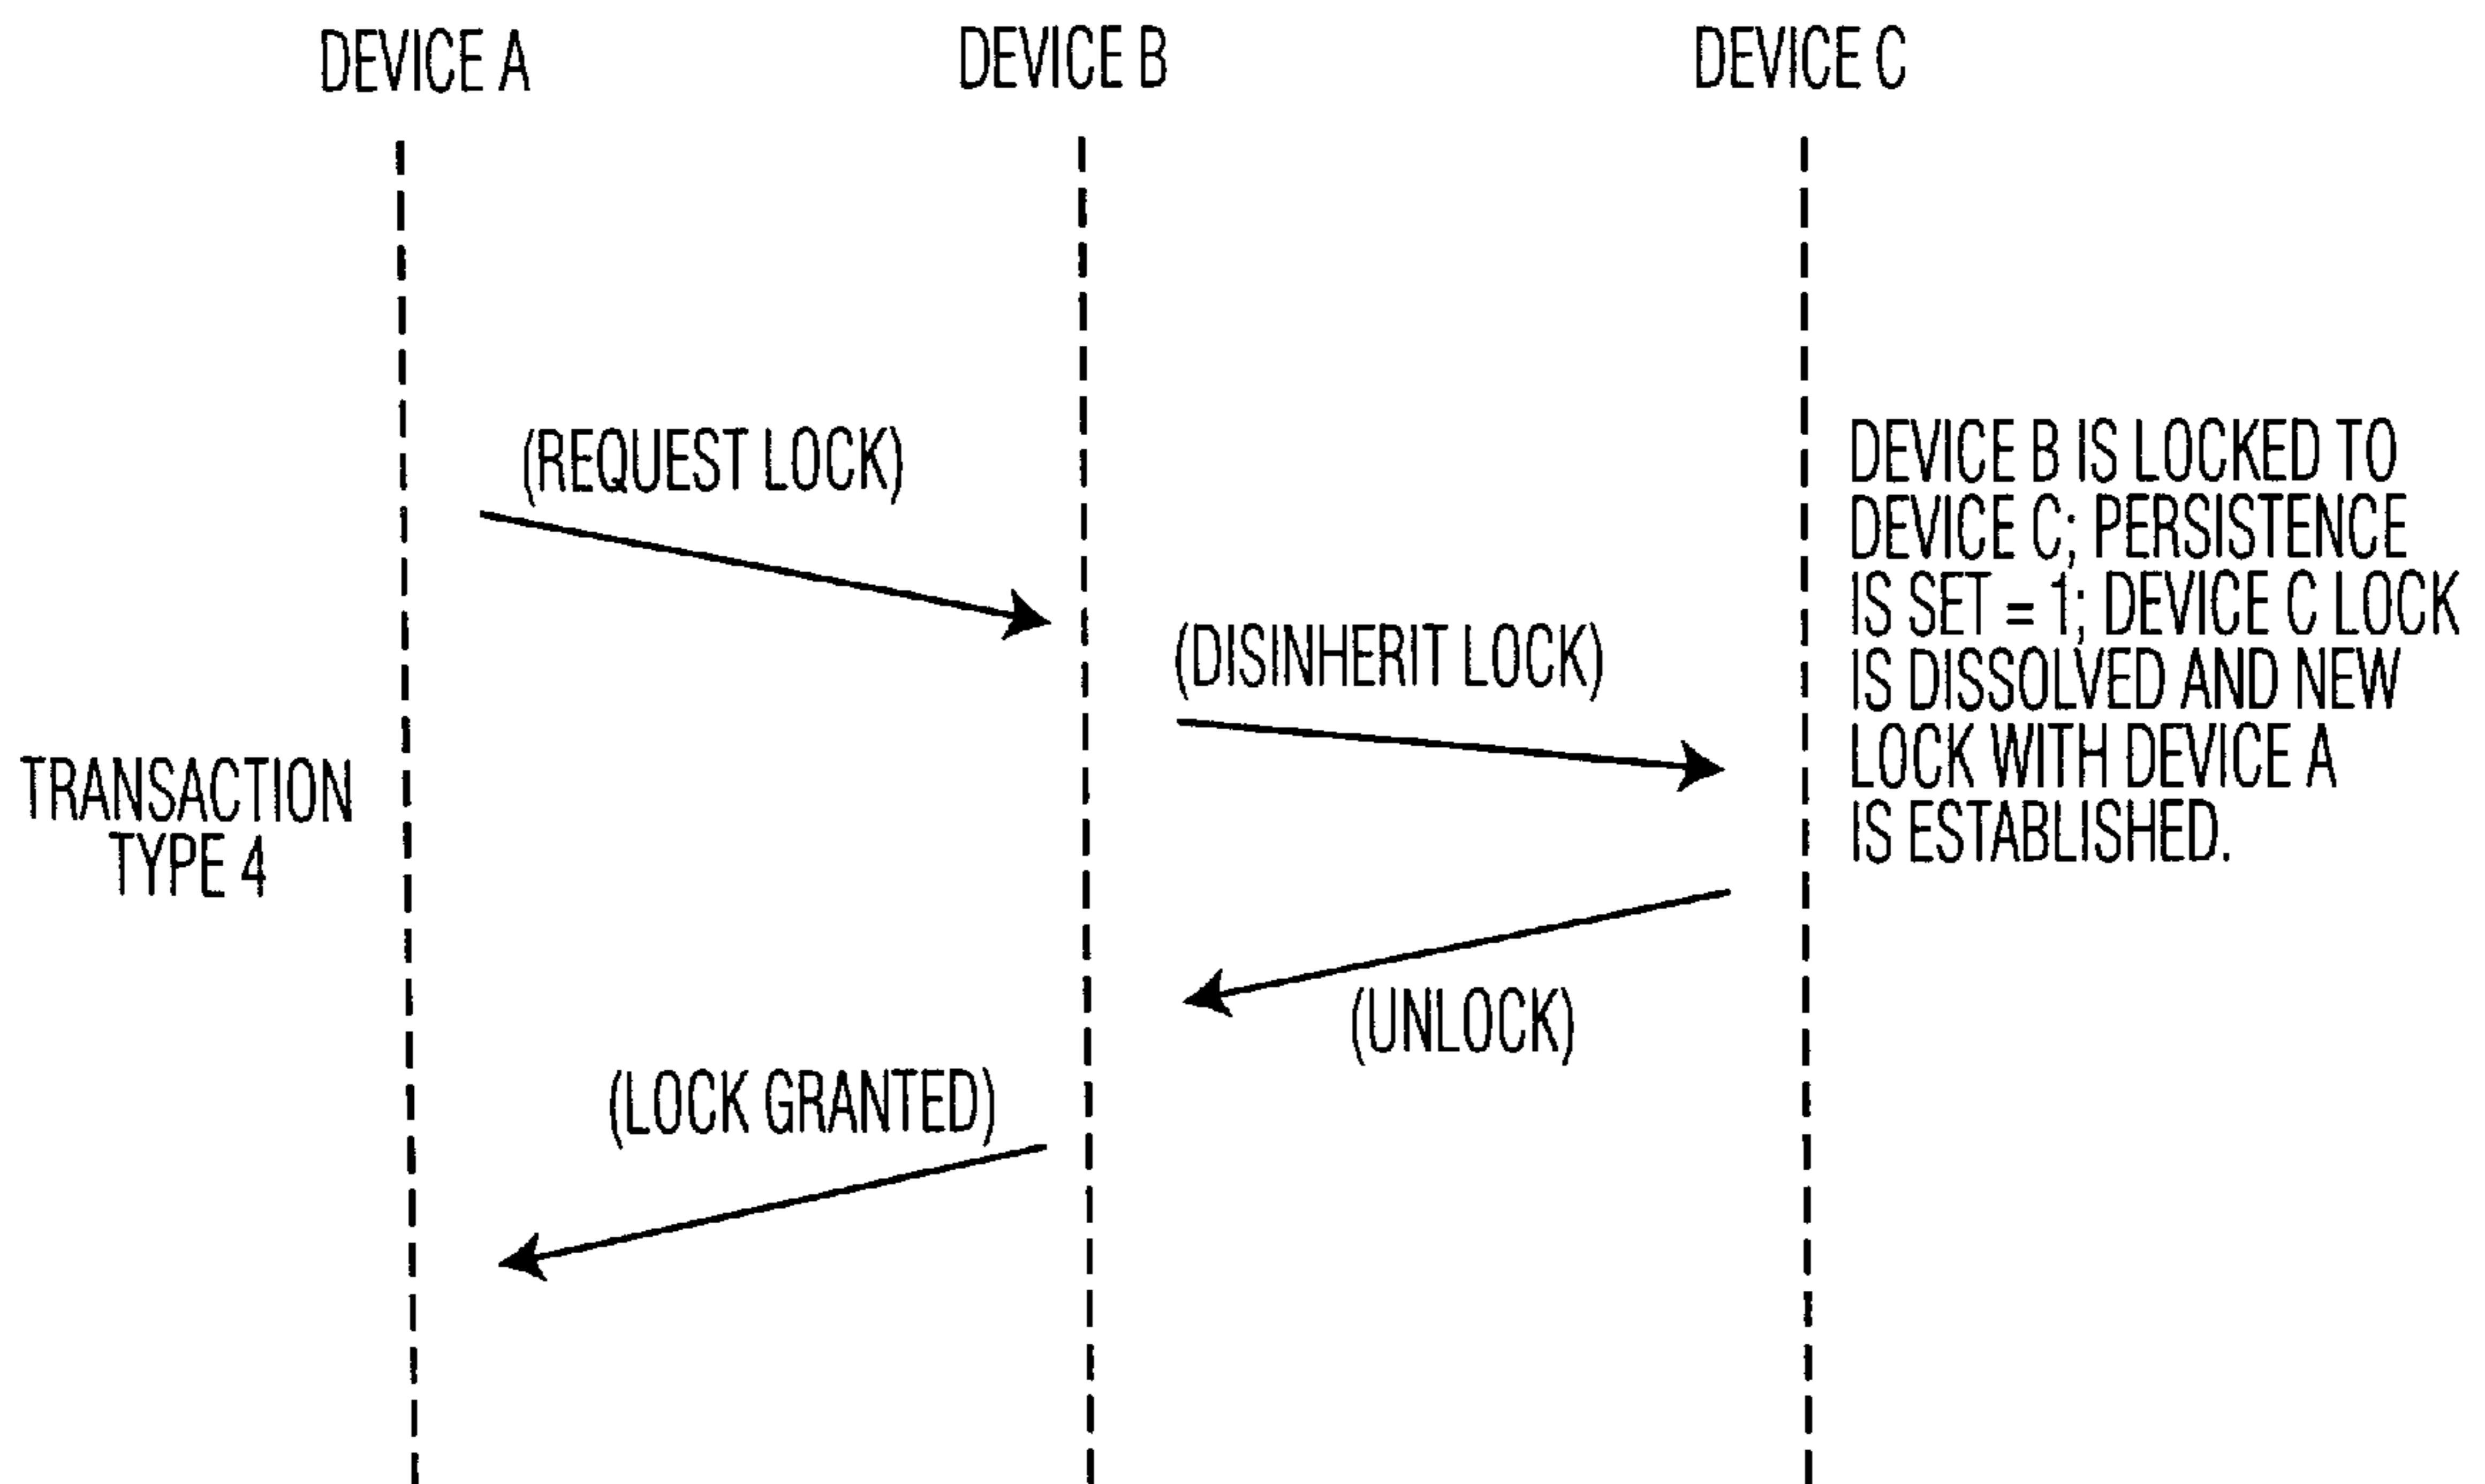 DEVICE A
DEVICE B
DEVICE C
(REQUEST LOCK)
DEVICE B IS LOCKED TO
DEVICE C; PERSISTENCE
IS SET = 1; DEVICE C LOCK
IS DISSOLVED AND NEW
LOCK WITH DEVICE A
IS ESTABLISHED.
(DISINHERIT LOCK)
TRANSACTION
TYPE 4
(UNLOCK)
(LOCK GRANTED)